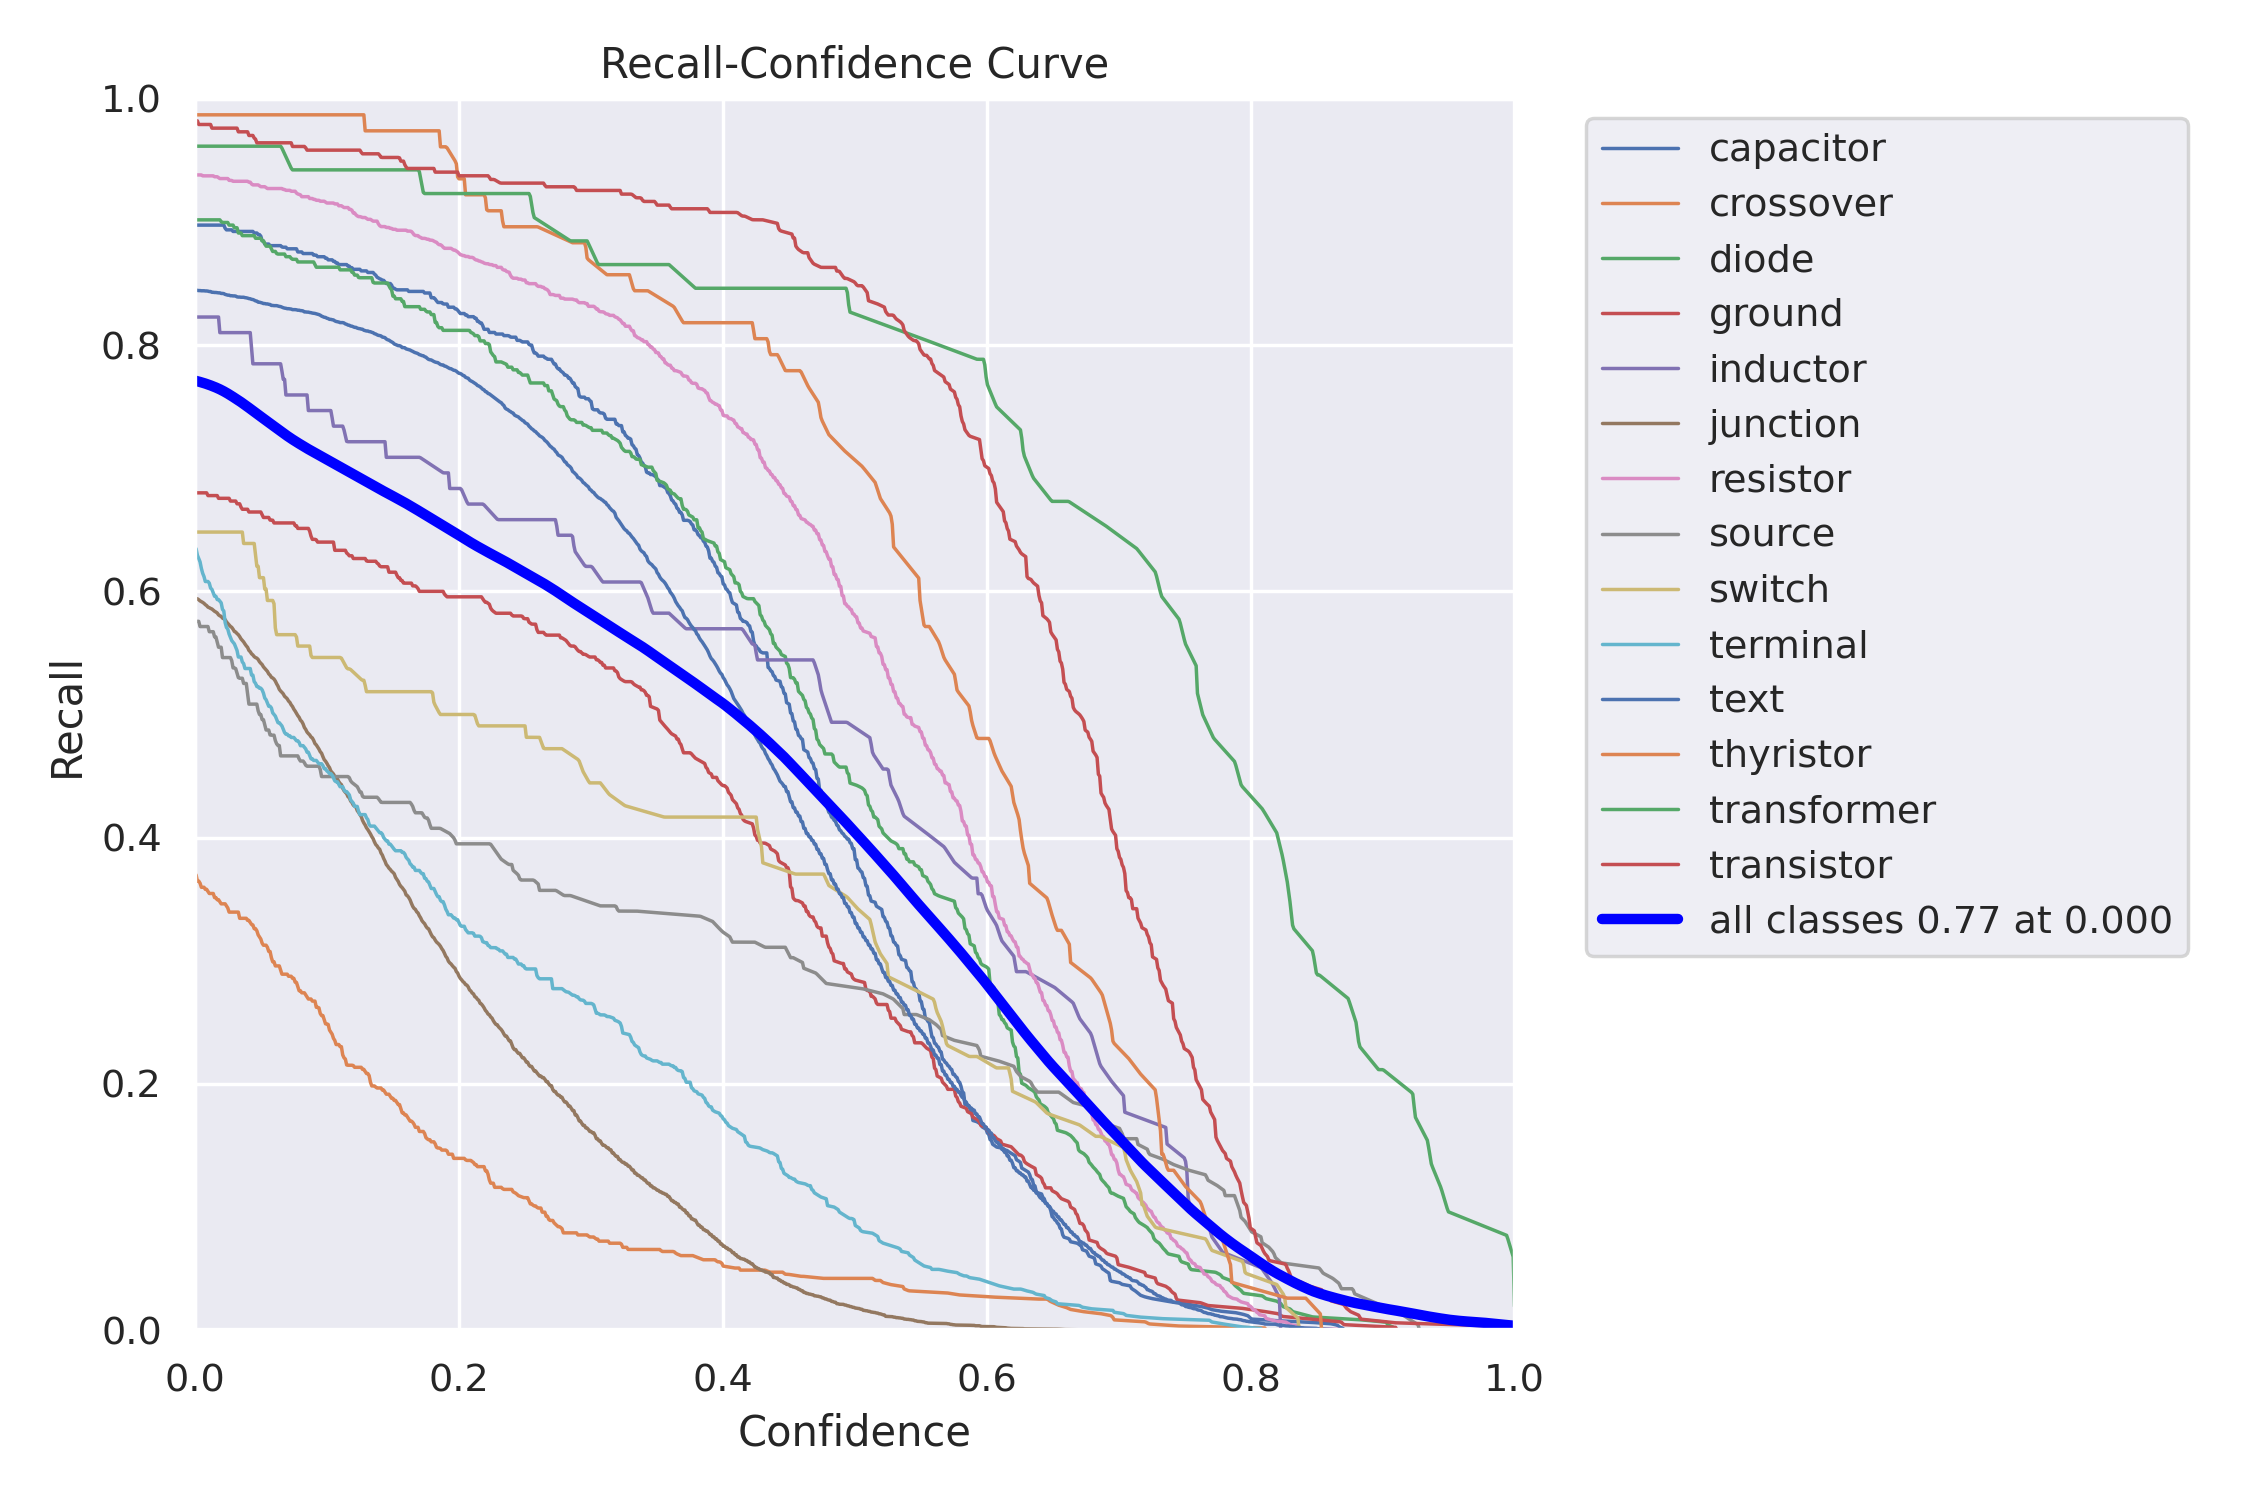 Recall-Confidence Curve
1.0
0.8
0.6
0.4
0.2
0.0
Recall
0.0 0.2 0.4 0.6 0.8 1.0
Confidence
capacitor
crossover
diode
ground
inductor
junction
resistor
source
switch
terminal
text
thyristor
transformer
transistor
all classes 0.77 at 0.000